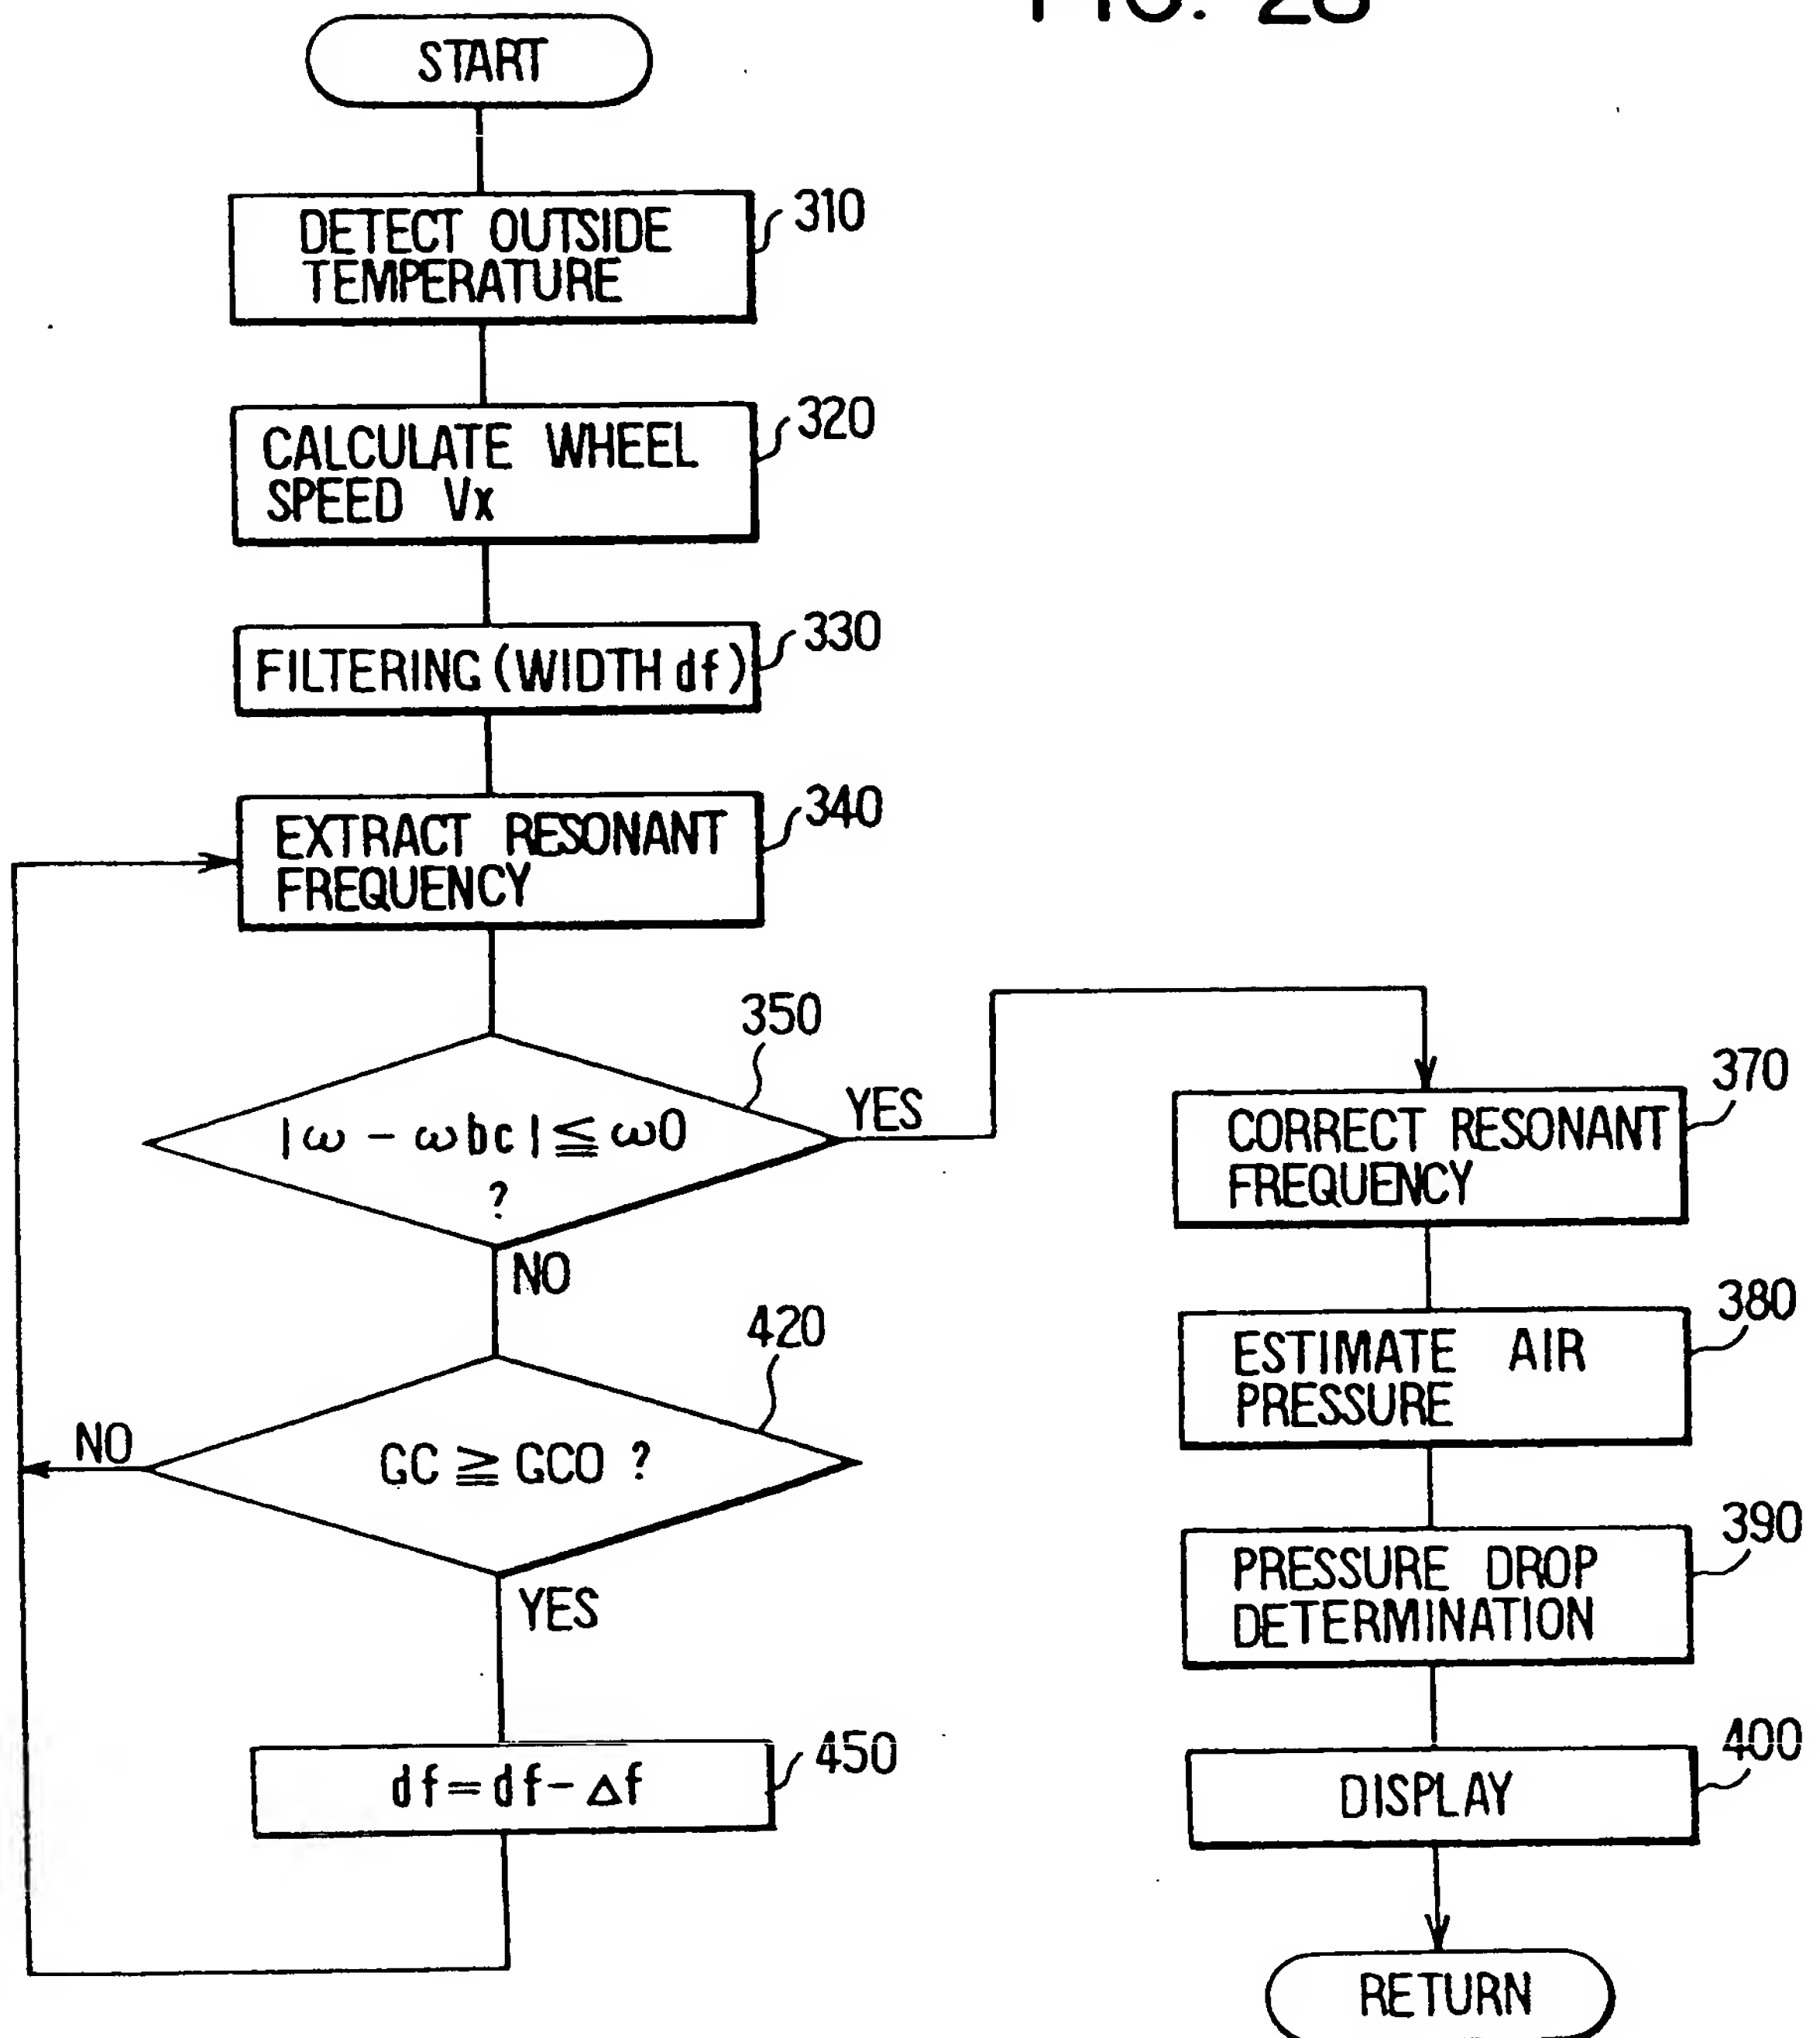 FIG. 28
START
DETECT OUTSIDE
TEMPERATURE
310
CALCULATE WHEEL
SPEED Vx
320
FILTERING (WIDTH df)
330
EXTRACT RESONANT
FREQUENCY
340
350
|ω - ωbc| ≦ ω0
?
YES
NO
420
GC ≧ GC0 ?
NO
YES
df=df-Δf
450
CORRECT RESONANT
FREQUENCY
370
ESTIMATE AIR
PRESSURE
380
PRESSURE DROP
DETERMINATION
390
DISPLAY
400
RETURN